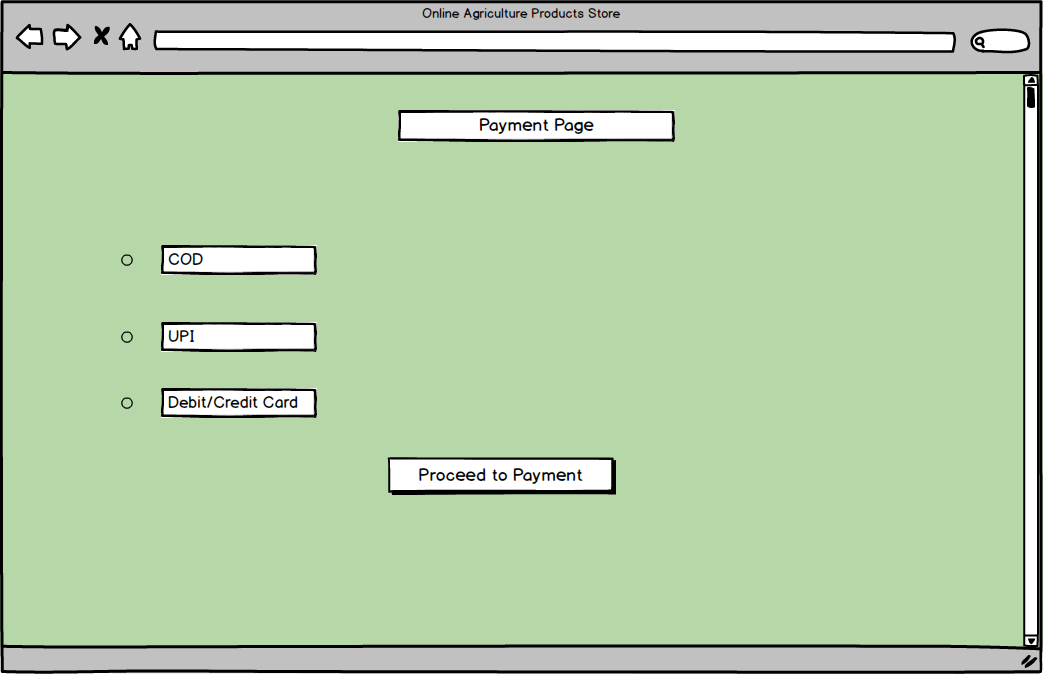 Online Agriculture Products Store
Payment Page
COD
UPI
Debit/Credit Card
Proceed to Payment